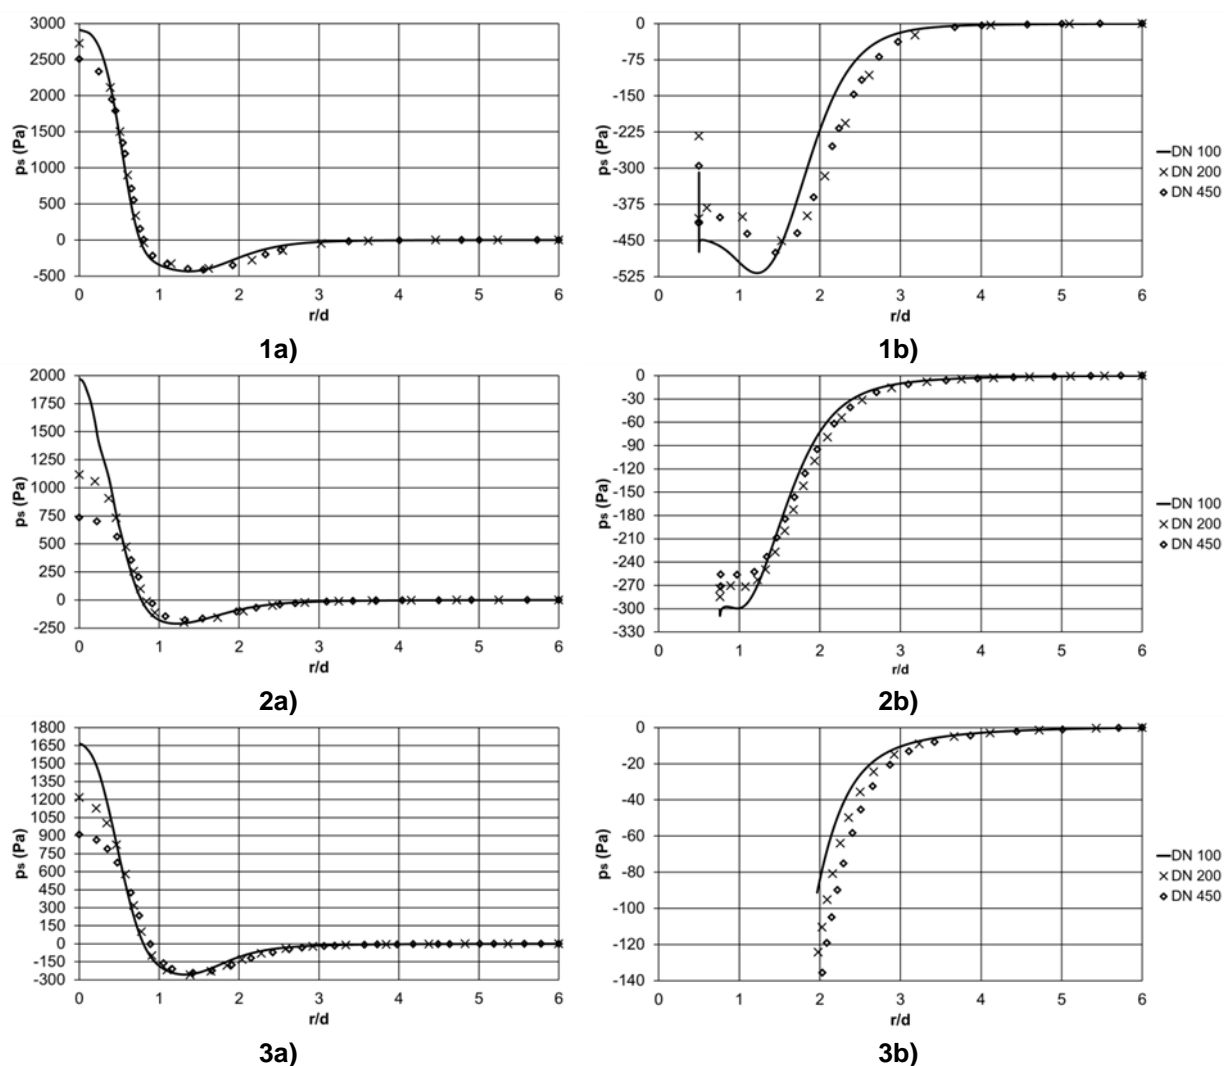 3000
2500
2000
1500
1000
500
0
-500
ps (Pa)
0 1 2 3 4 5 6
r/d
1a)
0
-75
-150
-225
-300
-375
-450
-525
ps (Pa)
0 1 2 3 4 5 6
r/d
DN 100
DN 200
DN 450
1b)
2000
1750
1500
1250
1000
750
500
250
0
-250
ps (Pa)
0 1 2 3 4 5 6
r/d
2a)
0
-30
-60
-90
-120
-150
-180
-210
-240
-270
-300
-330
ps (Pa)
0 1 2 3 4 5 6
r/d
DN 100
DN 200
DN 450
2b)
1800
1650
1500
1350
1200
1050
900
750
600
450
300
150
0
-150
-300
ps (Pa)
0 1 2 3 4 5 6
r/d
3a)
0
-20
-40
-60
-80
-100
-120
-140
ps (Pa)
0 1 2 3 4 5 6
r/d
DN 100
DN 200
DN 450
3b)